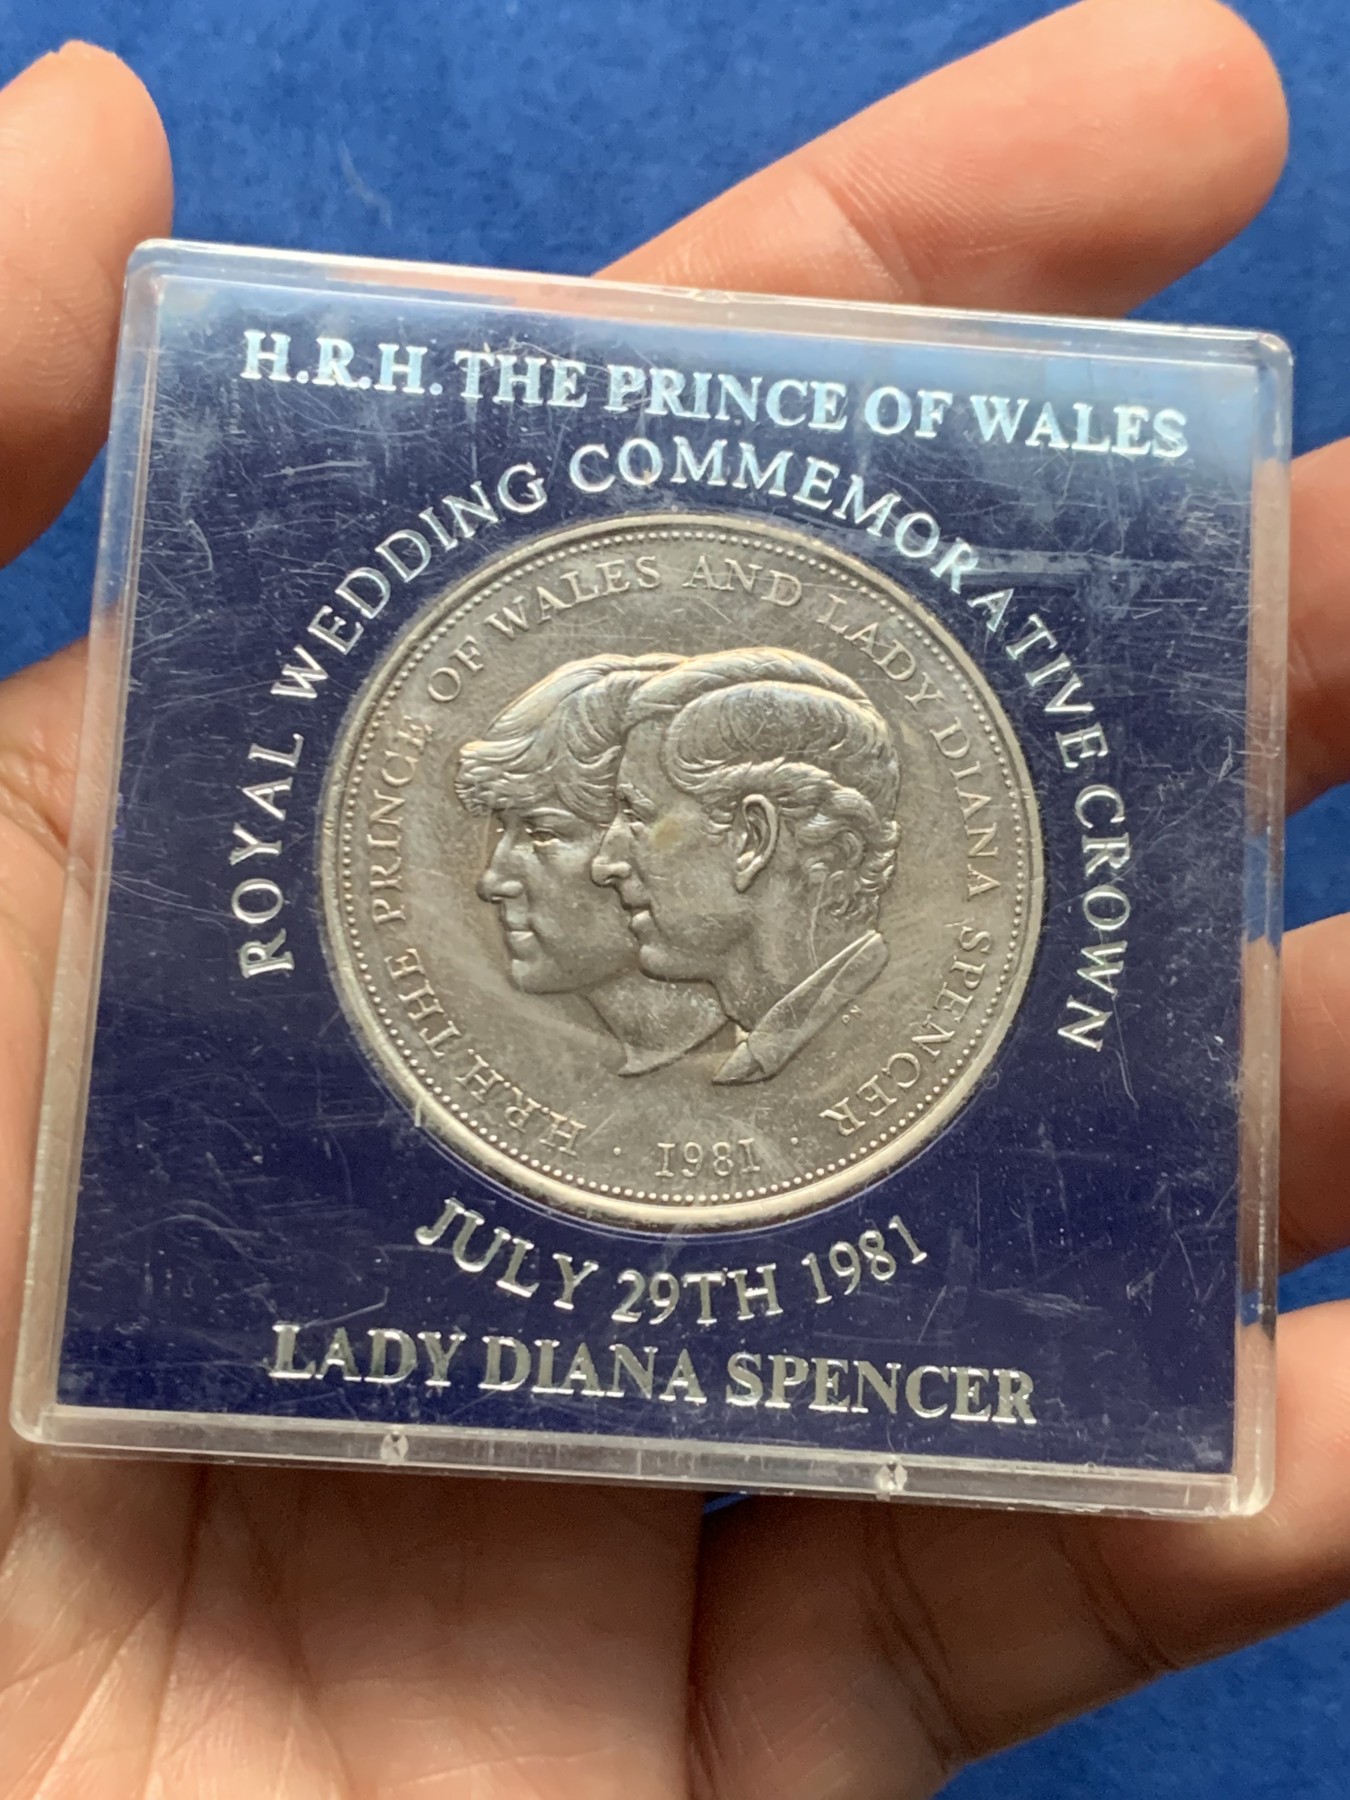 H.R.H. THE PRINCE OF WALES
ROYAL WEDDING COMMEMORATIVE CROWN
H.R.H. THE PRINCE OF WALES AND LADY DIANA SPENCER
· 1981 ·
PN
JULY 29TH 1981
LADY DIANA SPENCER